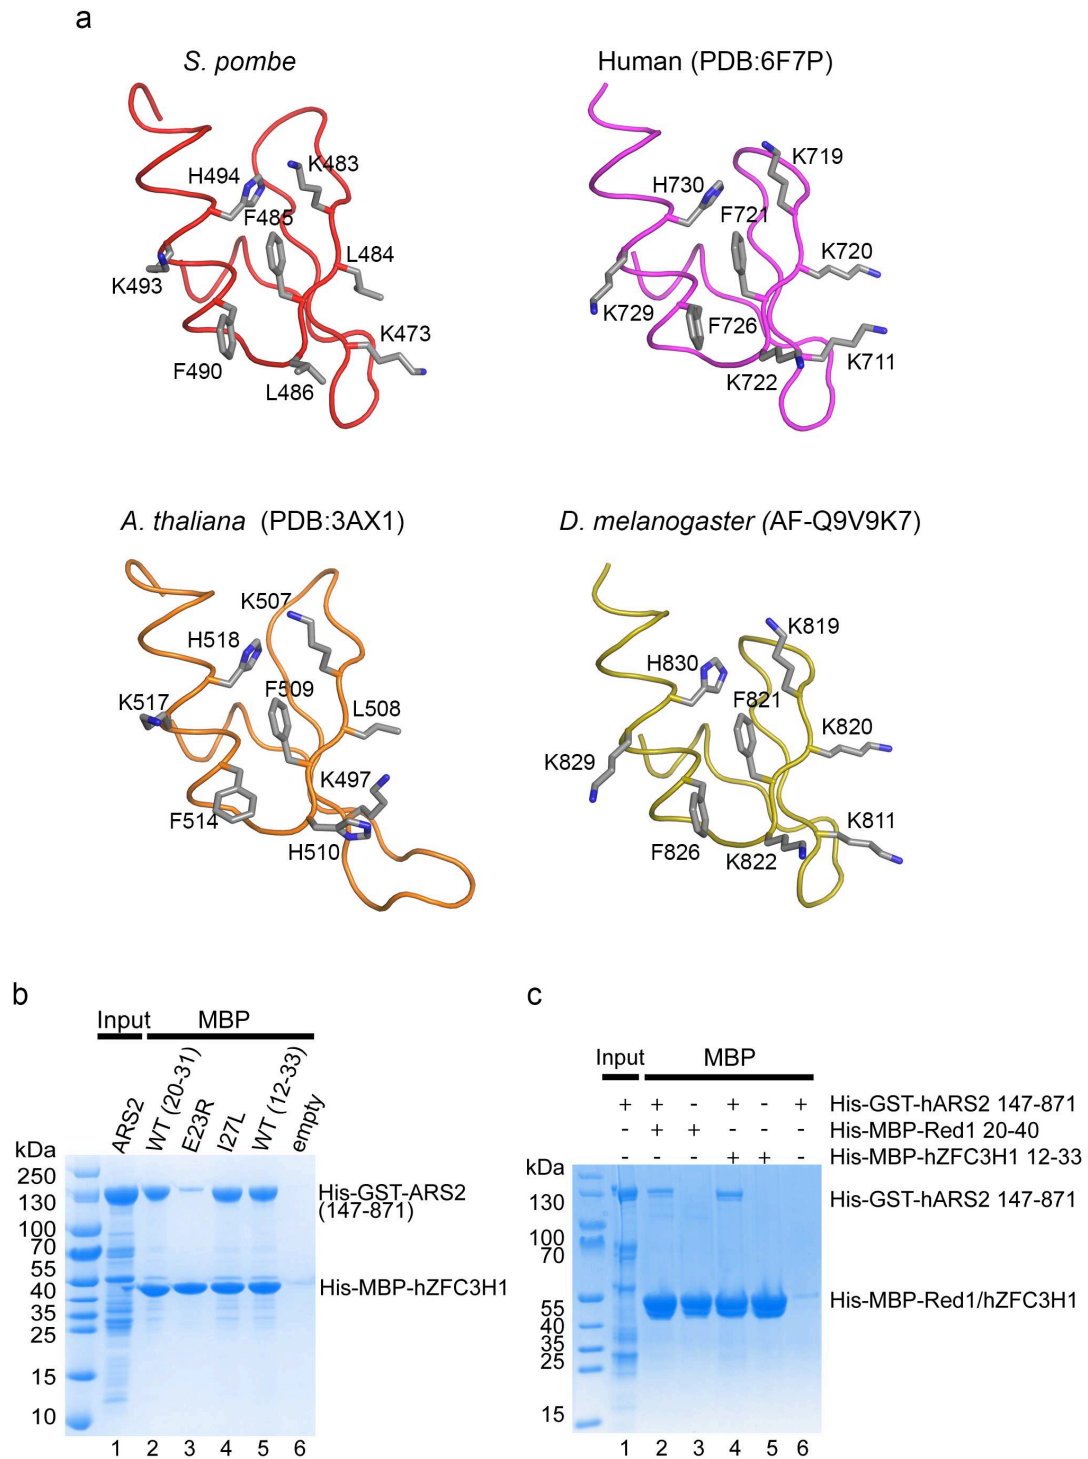 a
S. pombe
Human (PDB:6F7P)
K483
H494
F485
L484
K493
K473
F490
L486
K719
H730
F721
K720
K729
F726
K722
K711
A. thaliana (PDB:3AX1)
D. melanogaster (AF-Q9V9K7)
K507
H518
F509
K517
L508
K497
F514
H510
K819
H830
F821
K820
K829
K811
F826
K822
b
Input MBP
ARS2
WT (20-31)
E23R
I27L
WT (12-33)
empty
kDa
250
130
100
70
55
40
35
25
15
10
His-GST-ARS2
(147-871)
His-MBP-hZFC3H1
1 2 3 4 5 6
c
Input MBP
+ + - + - + His-GST-hARS2 147-871
- + + - - - His-MBP-Red1 20-40
- - - + + - His-MBP-hZFC3H1 12-33
kDa
130
100
70
55
40
35
25
15
His-GST-hARS2 147-871
His-MBP-Red1/hZFC3H1
1 2 3 4 5 6